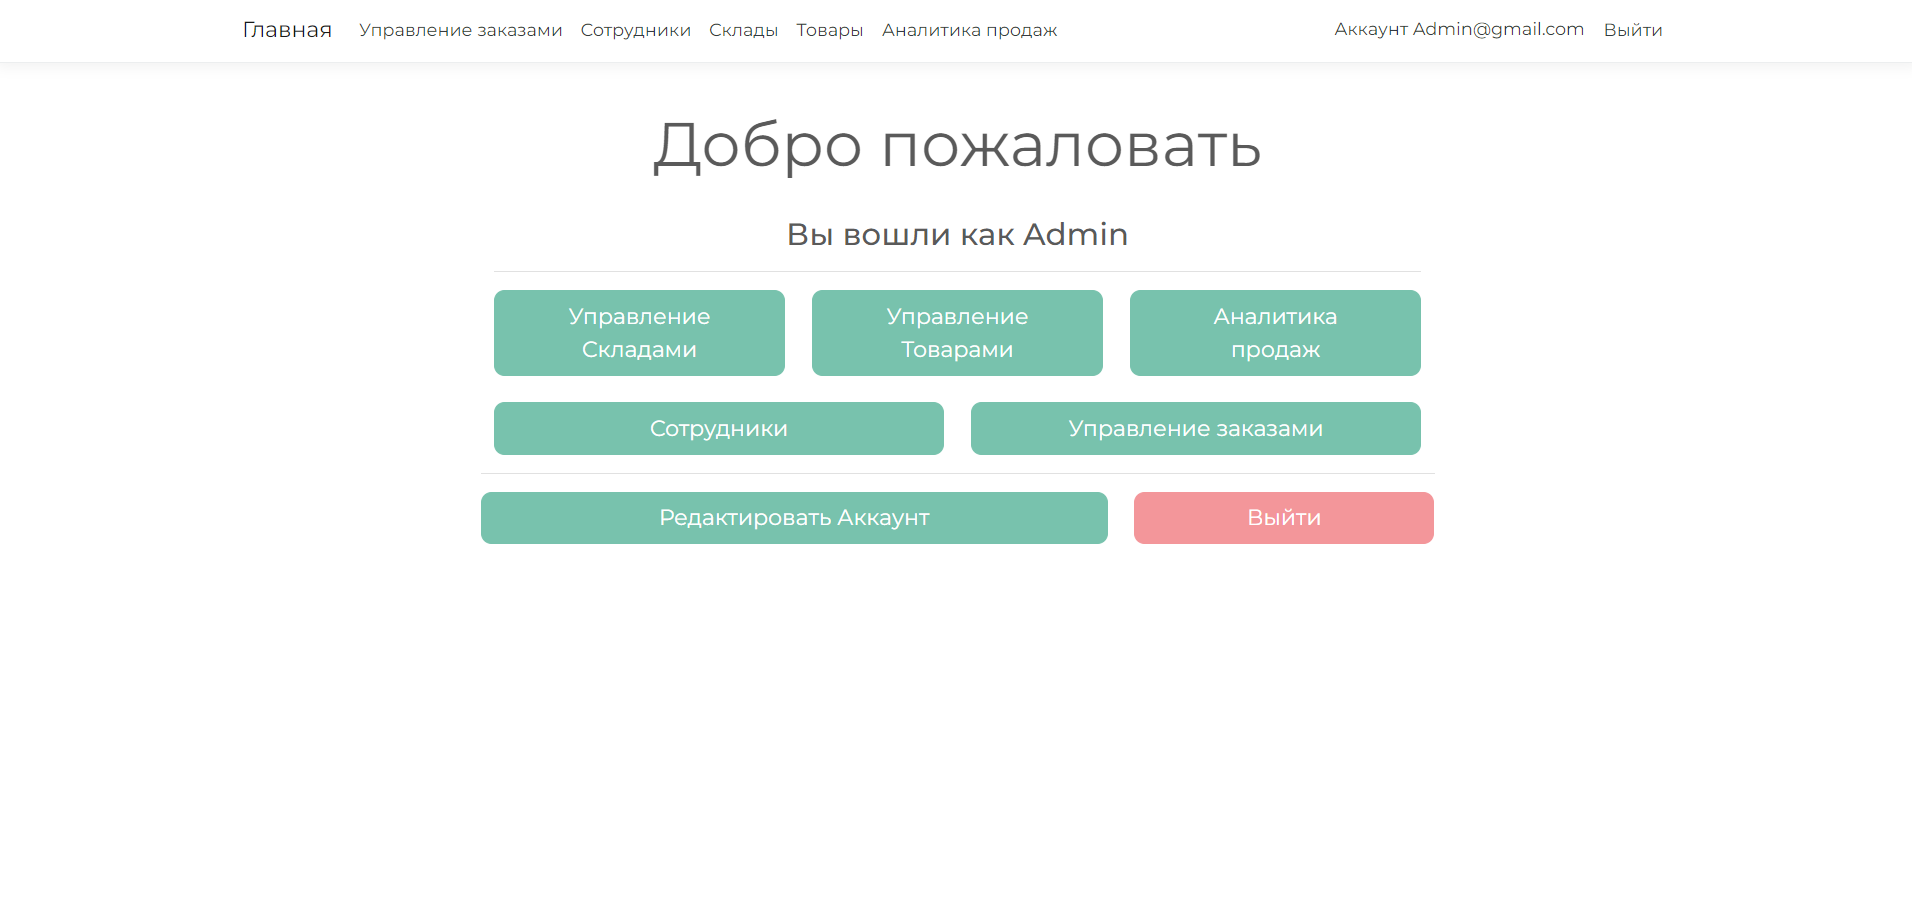 Главная Управление заказами Сотрудники Склады Товары Аналитика продаж Аккаунт Admin@gmail.com Выйти
Добро пожаловать
Вы вошли как Admin
Управление
Складами
Управление
Товарами
Аналитика
продаж
Сотрудники
Управление заказами
Редактировать Аккаунт
Выйти